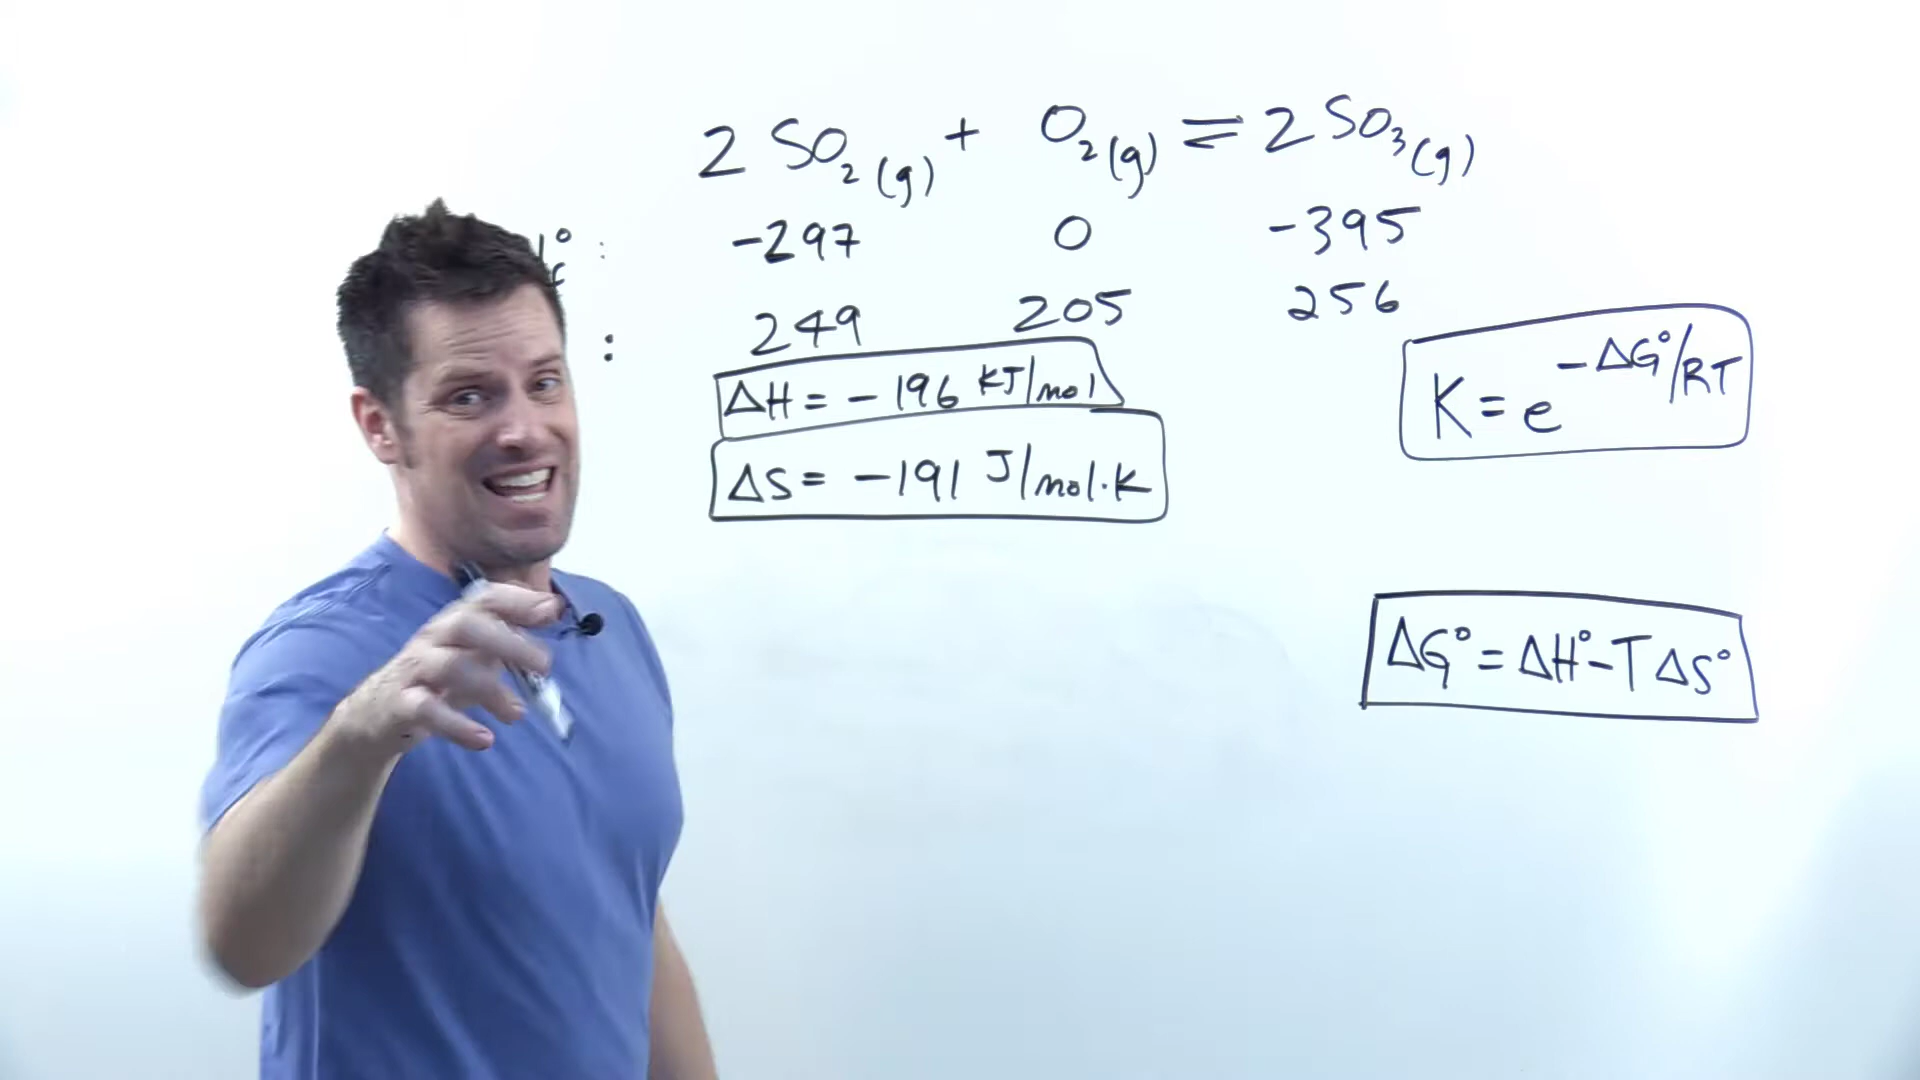 2 SO₂(g) + O₂(g) ⇌ 2 SO₃(g)
° : -297 0 -395
: 249 205 256
ΔH = -196 KJ/mol
ΔS = -191 J/mol·K
K = e^(-ΔG°/RT)
ΔG° = ΔH° - TΔS°